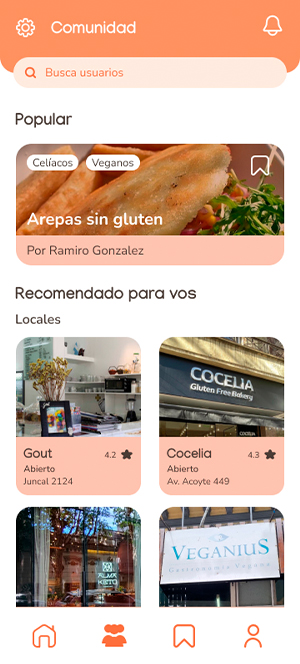 Comunidad
Busca usuarios
Popular
Celíacos
Veganos
Arepas sin gluten
Por Ramiro Gonzalez
Recomendado para vos
Locales
COCELIA
Gluten Free Bakery
COCELIA
Gout
4.2
Abierto
Juncal 2124
Cocelia
4.3
Abierto
Av. Acoyte 449
ALMA
KETO
VEGANIUS
Gastronomía Vegana